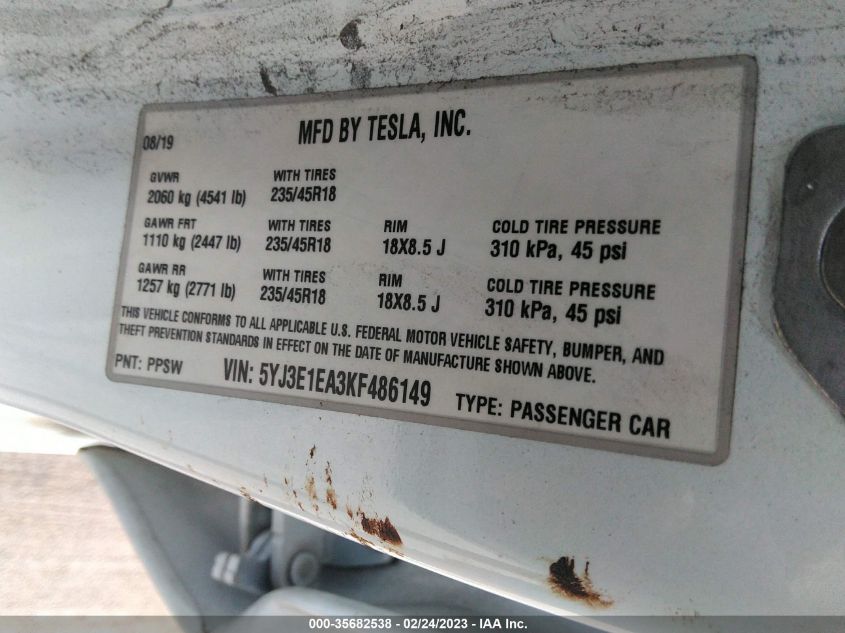 08/19 MFD BY TESLA, INC.
GVWR WITH TIRES
2060 kg (4541 lb) 235/45R18
GAWR FRT WITH TIRES RIM COLD TIRE PRESSURE
1110 kg (2447 lb) 235/45R18 18X8.5 J 310 kPa, 45 psi
GAWR RR WITH TIRES RIM COLD TIRE PRESSURE
1257 kg (2771 lb) 235/45R18 18X8.5 J 310 kPa, 45 psi
THIS VEHICLE CONFORMS TO ALL APPLICABLE U.S. FEDERAL MOTOR VEHICLE SAFETY, BUMPER, AND
THEFT PREVENTION STANDARDS IN EFFECT ON THE DATE OF MANUFACTURE SHOWN ABOVE.
PNT: PPSW VIN: 5YJ3E1EA3KF486149 TYPE: PASSENGER CAR
000-35682538 - 02/24/2023 - IAA Inc.